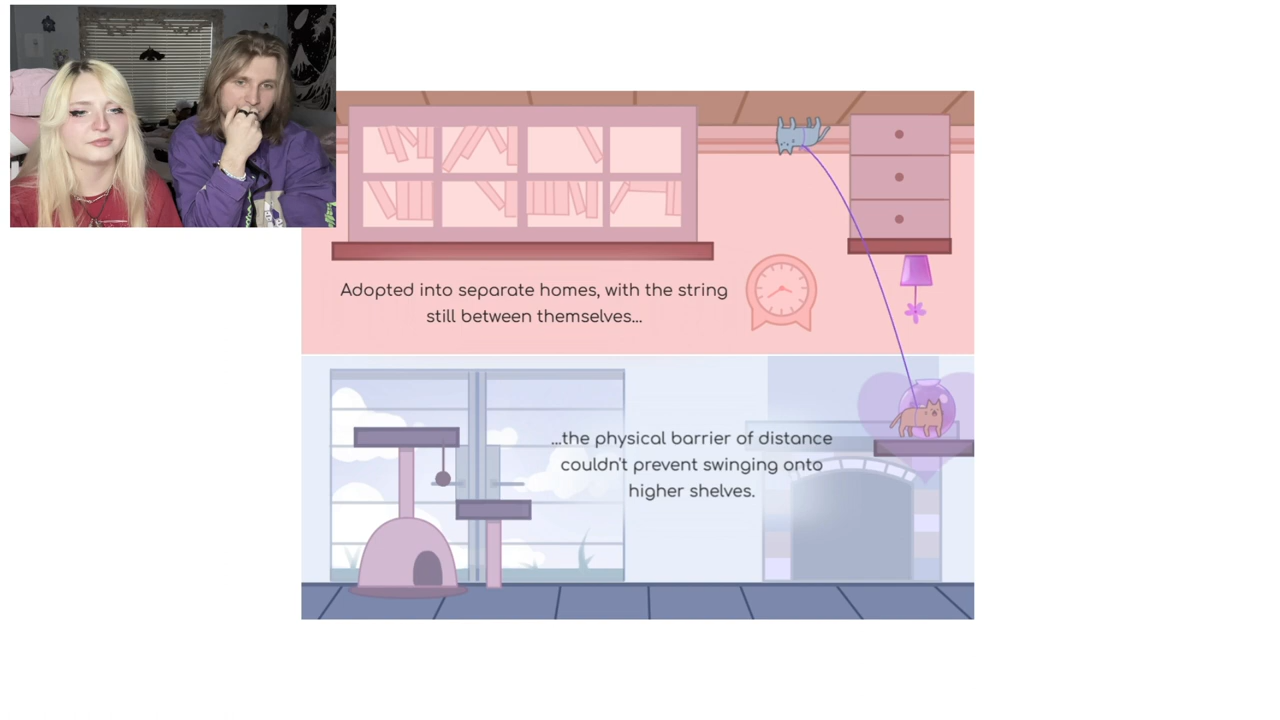 Adopted into separate homes, with the string
still between themselves...
...the physical barrier of distance
couldn't prevent swinging onto
higher shelves.